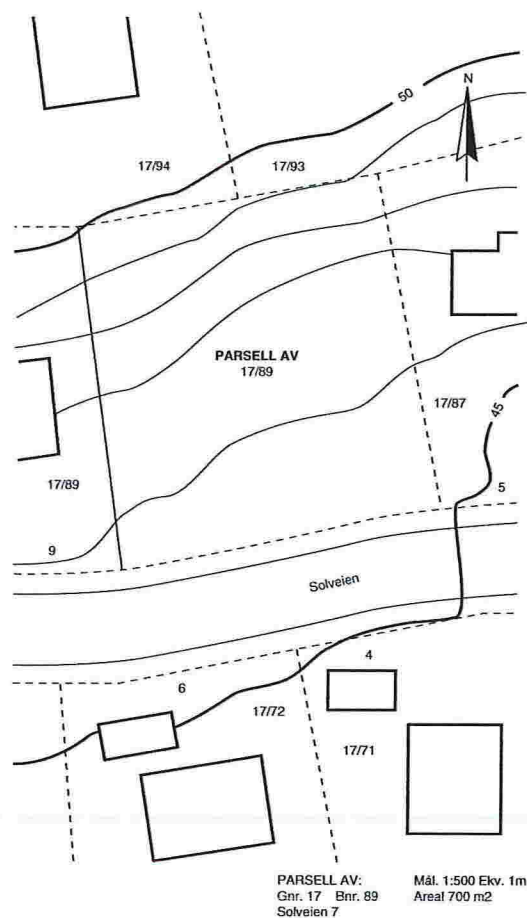 50
N
17/94
17/93
PARSELL AV
17/89
17/87
45
17/89
5
9
Solveien
4
6
17/72
17/71
PARSELL AV: Mål. 1:500 Ekv. 1m
Gnr. 17 Bnr. 89 Areal 700 m2
Solveien 7